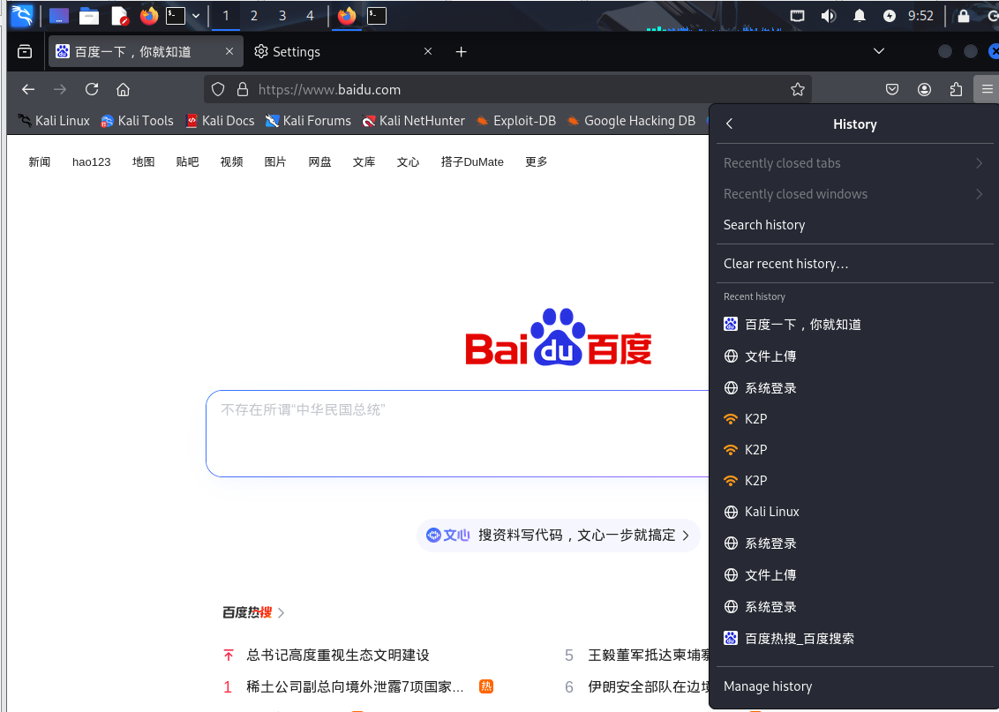 1 2 3 4 9:52
百度一下，你就知道 Settings
https://www.baidu.com
Kali Linux Kali Tools Kali Docs Kali Forums Kali NetHunter Exploit-DB Google Hacking DB
新闻 hao123 地图 贴吧 视频 图片 网盘 文库 文心 搭子DuMate 更多
Bai du 百度
不存在所谓“中华民国总统”
文心 搜资料写代码，文心一步就搞定
百度热搜
总书记高度重视生态文明建设
1 稀土公司副总向境外泄露7项国家... 热
5 王毅董军抵达柬埔寨
6 伊朗安全部队在边境
History
Recently closed tabs
Recently closed windows
Search history
Clear recent history…
Recent history
百度一下，你就知道
文件上傳
系统登录
K2P
K2P
K2P
Kali Linux
系统登录
文件上傳
系统登录
百度热搜_百度搜索
Manage history